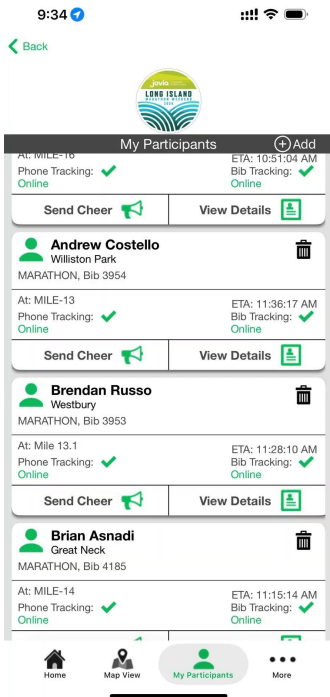 9:34
Back
jovia
LONG ISLAND
MARATHON WEEKEND
2025
My Participants
Add
At: MILE-16
ETA: 10:51:04 AM
Phone Tracking:
Bib Tracking:
Online
Online
Send Cheer
View Details
Andrew Costello
Williston Park
MARATHON, Bib 3954
At: MILE-13
ETA: 11:36:17 AM
Phone Tracking:
Bib Tracking:
Online
Online
Send Cheer
View Details
Brendan Russo
Westbury
MARATHON, Bib 3953
At: Mile 13.1
ETA: 11:28:10 AM
Phone Tracking:
Bib Tracking:
Online
Online
Send Cheer
View Details
Brian Asnadi
Great Neck
MARATHON, Bib 4185
At: MILE-14
ETA: 11:15:14 AM
Phone Tracking:
Bib Tracking:
Online
Online
Home
Map View
My Participants
More